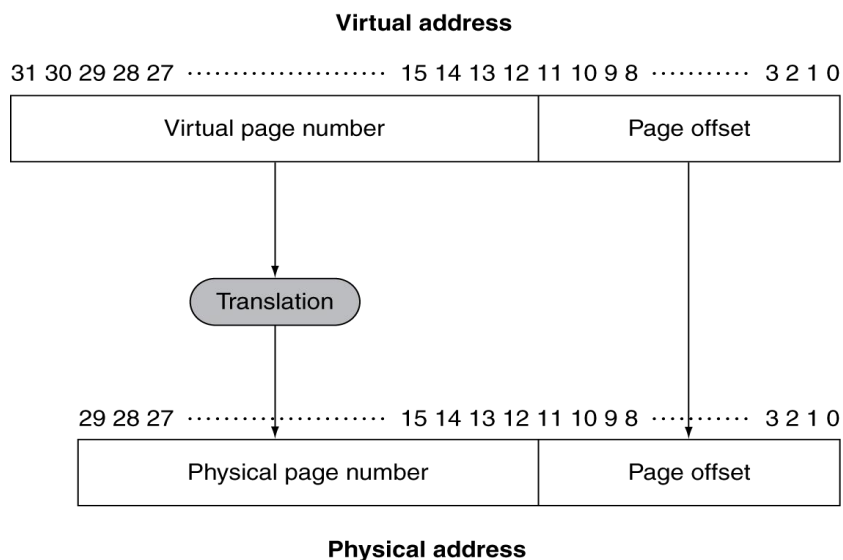 Virtual address
31 30 29 28 27 ······················ 15 14 13 12 11 10 9 8 ··········· 3 2 1 0
Virtual page number Page offset
Translation
29 28 27 ······················ 15 14 13 12 11 10 9 8 ··········· 3 2 1 0
Physical page number Page offset
Physical address